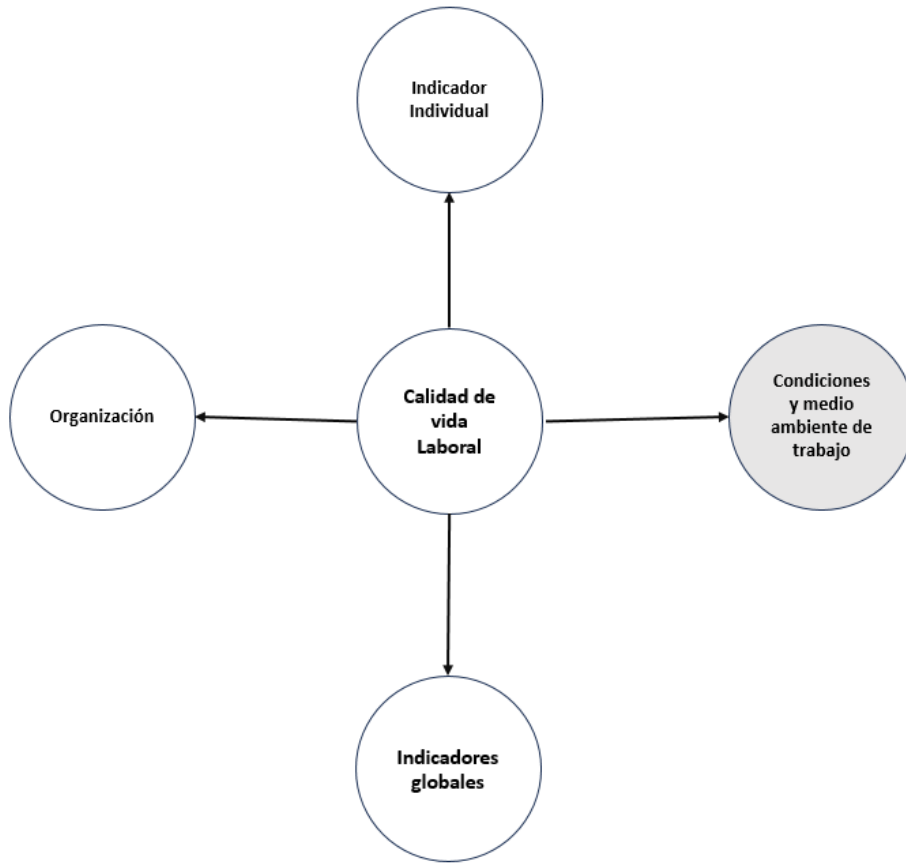 Indicador
Individual
Organización
Calidad de
vida
Laboral
Condiciones
y medio
ambiente de
trabajo
Indicadores
globales